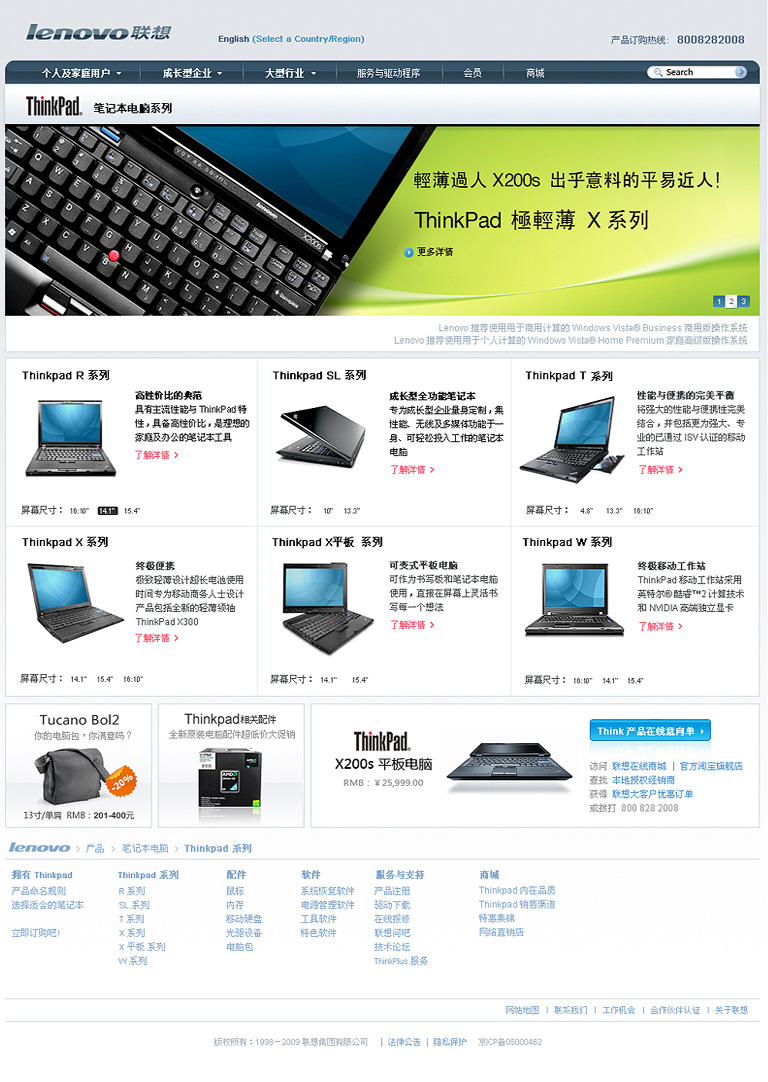 lenovo联想
English (Select a Country/Region)
产品订购热线: 8008282008
个人及家庭用户
成长型企业
大型行业
服务与驱动程序
会员
商城
Search
ThinkPad 笔记本电脑系列
輕薄過人 X200s 出乎意料的平易近人!
ThinkPad 極輕薄 X 系列
更多详情
1 2 3
Lenovo 推荐使用用于商用计算的 Windows Vista® Business 商用版操作系统
Lenovo 推荐使用用于个人计算的 Windows Vista® Home Premium 家庭高级版操作系统
Thinkpad R 系列
高性价比的典范
具有主流性能与 ThinkPad 特
性，具备高性价比，是理想的
家庭及办公的笔记本工具
了解详情 >
屏幕尺寸： 16:10" 14.1" 15.4"
Thinkpad SL 系列
成长型全功能笔记本
专为成长型企业量身定制，集
性能、无线及多媒体功能于一
身、可轻松投入工作的笔记本
电脑
了解详情 >
屏幕尺寸： 10" 13.3"
Thinkpad T 系列
性能与便携的完美平衡
将强大的性能与便携性完美
结合，并包括更为强大、专
业的已通过 ISV 认证的移动
工作站
了解详情 >
屏幕尺寸： 4.8" 13.3" 16:10"
Thinkpad X 系列
终极便携
极致轻薄设计超长电池使用
时间专为移动商务人士设计
产品包括全新的轻薄领袖
ThinkPad X300
了解详情 >
屏幕尺寸： 14.1" 15.4" 16:10"
Thinkpad X平板 系列
可变式平板电脑
可作为书写板和笔记本电脑
使用，直接在屏幕上灵活书
写每一个想法
了解详情 >
屏幕尺寸： 14.1" 15.4"
Thinkpad W 系列
终极移动工作站
ThinkPad 移动工作站采用
英特尔® 酷睿™2 计算技术
和 NVIDIA 高端独立显卡
了解详情 >
屏幕尺寸： 16:10" 14.1" 15.4"
Tucano Bol2
你的电脑包，你满意吗？
-20%
13寸/单肩 RMB：201-400元
Thinkpad相关配件
全新原装电脑配件超低价大促销
AMD
ThinkPad
X200s 平板电脑
RMB：￥25,999.00
Think 产品在线意向单
访问 联想在线商城 | 官方淘宝旗舰店
查找 本地授权经销商
获得 联想大客户优惠订单
或拨打 800 828 2008
lenovo > 产品 > 笔记本电脑 > Thinkpad 系列
拥有 Thinkpad
产品命名规则
选择适合的笔记本
立即订购吧!
Thinkpad 系列
R 系列
SL 系列
T 系列
X 系列
X 平板 系列
W 系列
配件
鼠标
内存
移动硬盘
光驱设备
电脑包
软件
系统恢复软件
电源管理软件
工具软件
特色软件
服务与支持
产品注册
驱动下载
在线报修
联想问吧
技术论坛
ThinkPlus 服务
商城
Thinkpad 内在品质
Thinkpad 销售渠道
特惠集锦
网络直销店
网站地图 | 联系我们 | 工作机会 | 合作伙伴认证 | 关于联想
版权所有：1998－2009 联想集团有限公司 | 法律公告 | 隐私保护 京ICP备05000462